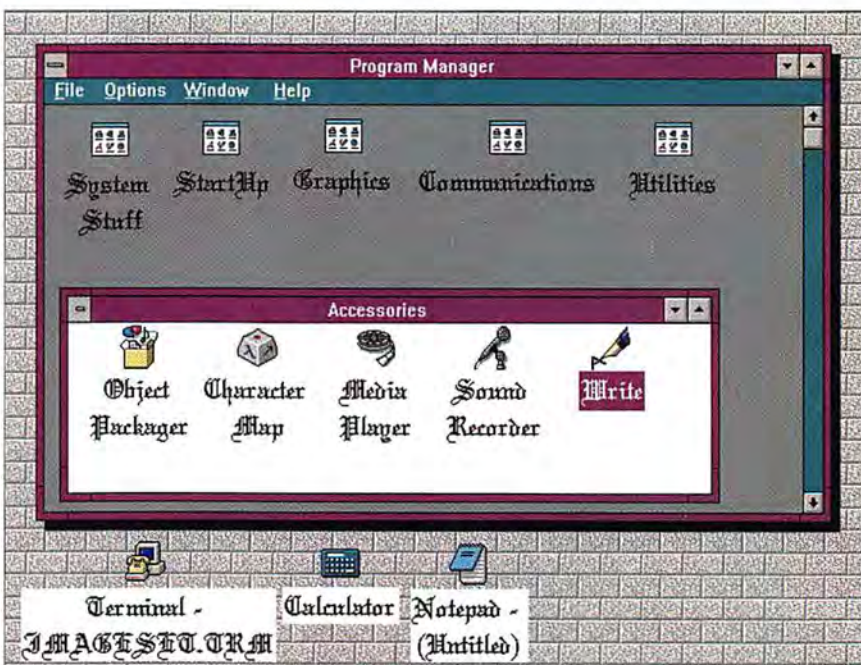 Program Manager
File Options Window Help
System StartUp Graphics Communications Utilities
Stuff
Accessories
Object Character Media Sound Write
Packager Map Player Recorder
Terminal - Calculator Notepad -
IMAGESET.TRM (Untitled)